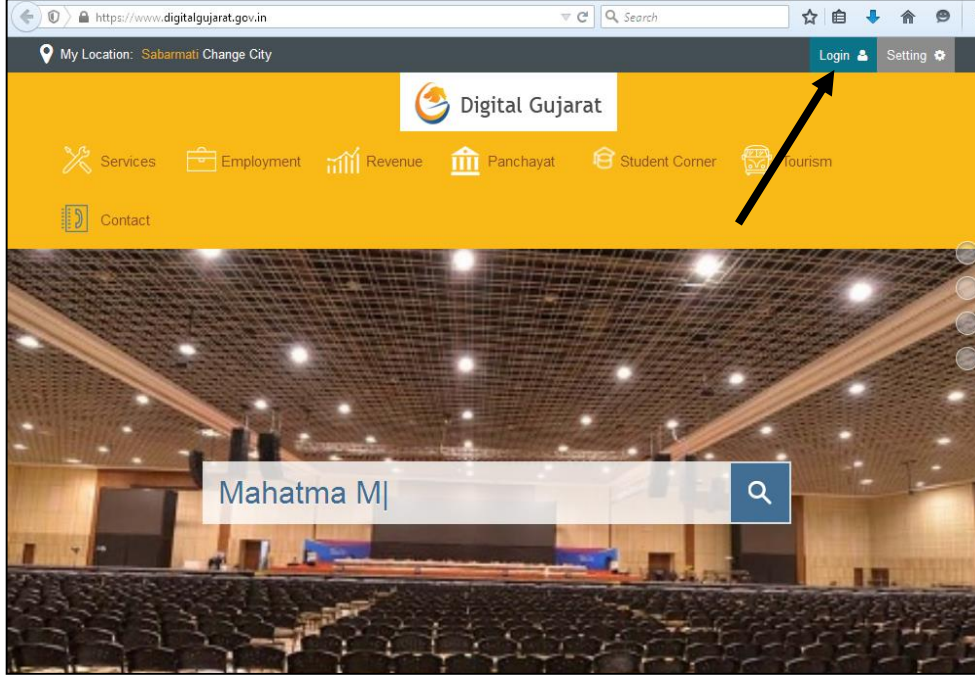 https://www.digitalgujarat.gov.in
Search
My Location: Sabarmati Change City
Login
Setting
Digital Gujarat
Services
Employment
Revenue
Panchayat
Student Corner
Tourism
Contact
Mahatma M|